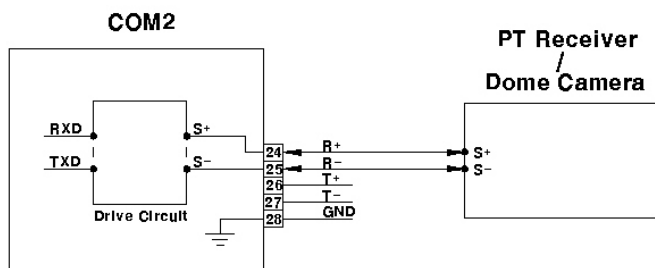 COM2
PT Receiver
/
Dome Camera
RXD
S+
TXD
S-
Drive Circuit
24
R+
S+
25
R-
S-
26
T+
27
T-
28
GND